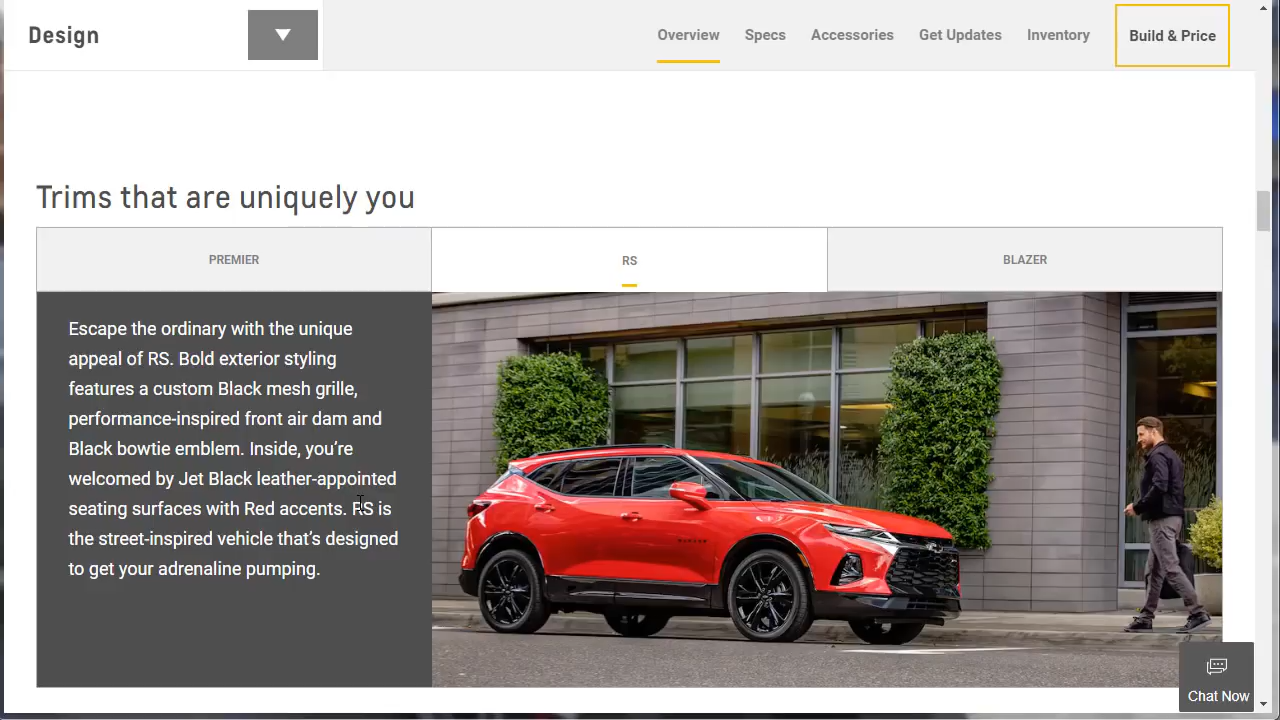 Design
Overview
Specs
Accessories
Get Updates
Inventory
Build & Price
Trims that are uniquely you
PREMIER
RS
BLAZER
Escape the ordinary with the unique
appeal of RS. Bold exterior styling
features a custom Black mesh grille,
performance-inspired front air dam and
Black bowtie emblem. Inside, you’re
welcomed by Jet Black leather-appointed
seating surfaces with Red accents. RS is
the street-inspired vehicle that’s designed
to get your adrenaline pumping.
Chat Now